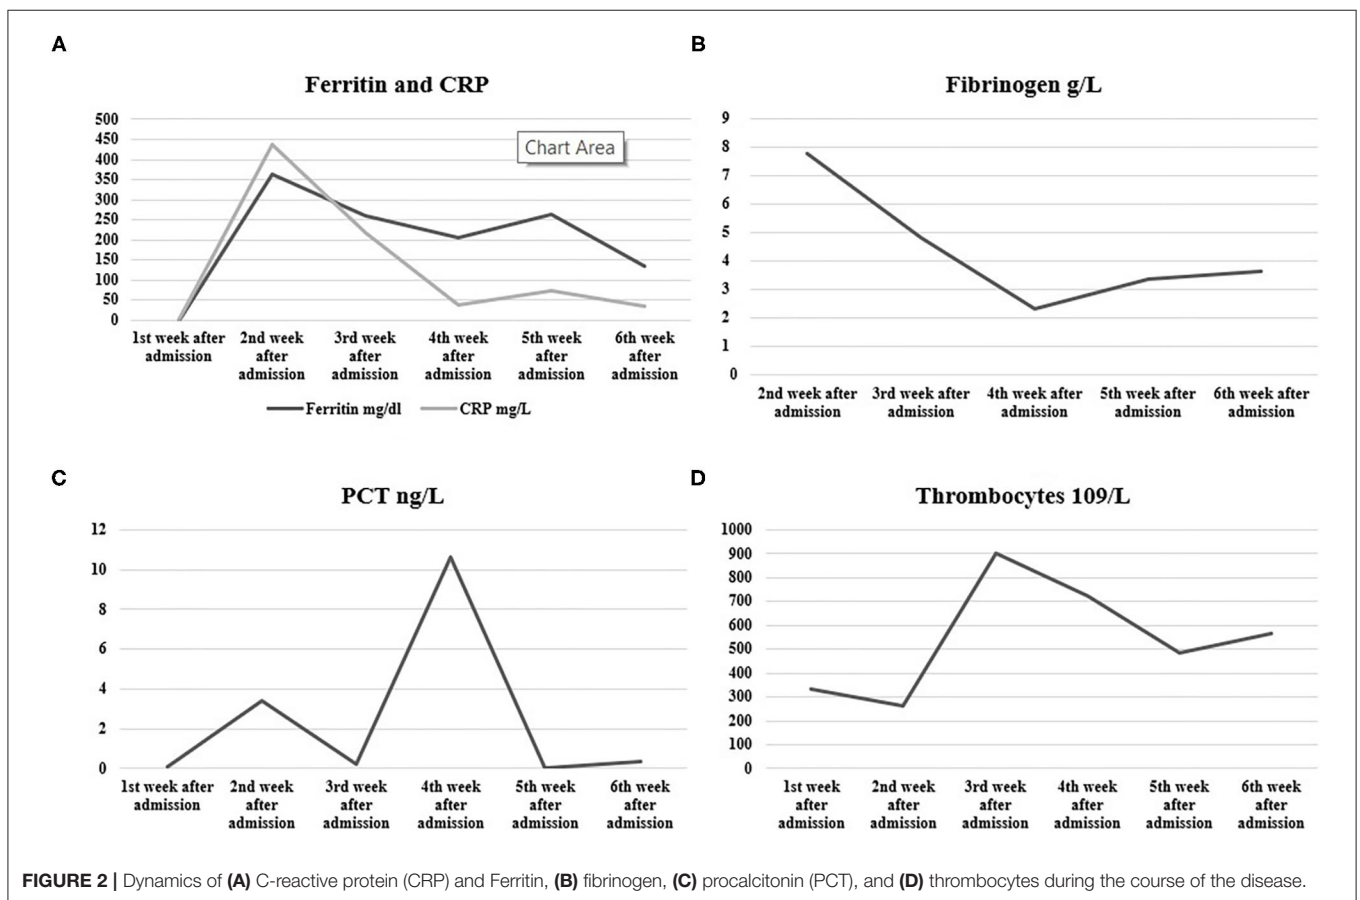 A
Ferritin and CRP
500
450
400
350
300
250
200
150
100
50
0
Chart Area
1st week after
admission
2nd week
after
admission
3rd week
after
admission
4th week
after
admission
5th week
after
admission
6th week
after
admission
Ferritin mg/dl
CRP mg/L
B
Fibrinogen g/L
9
8
7
6
5
4
3
2
1
0
2nd week after
admission
3rd week after
admission
4th week after
admission
5th week after
admission
6th week after
admission
C
PCT ng/L
12
10
8
6
4
2
0
1st week after
admission
2nd week
after
admission
3rd week
after
admission
4th week
after
admission
5th week
after
admission
6th week
after
admission
D
Thrombocytes 109/L
1000
900
800
700
600
500
400
300
200
100
0
1st week
after
admission
2nd week
after
admission
3rd week
after
admission
4th week
after
admission
5th week
after
admission
6th week
after
admission
FIGURE 2 | Dynamics of (A) C-reactive protein (CRP) and Ferritin, (B) fibrinogen, (C) procalcitonin (PCT), and (D) thrombocytes during the course of the disease.